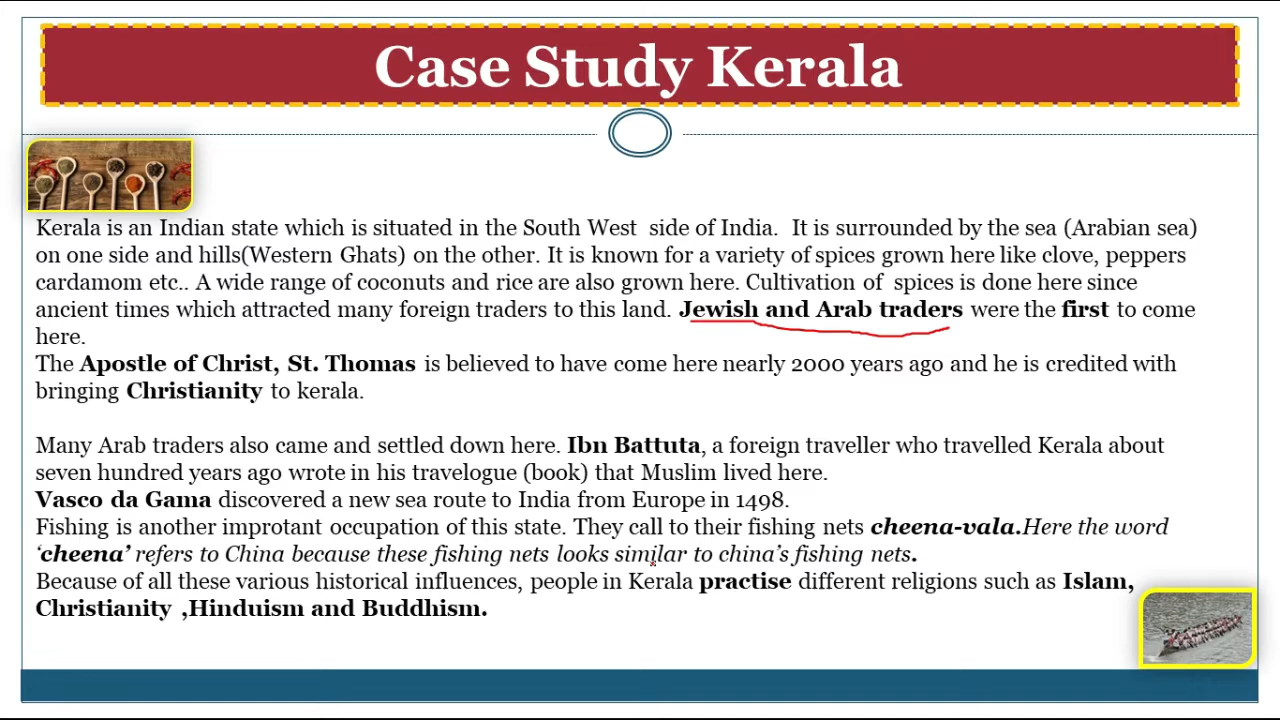 Case Study Kerala
Kerala is an Indian state which is situated in the South West side of India. It is surrounded by the sea (Arabian sea)
on one side and hills(Western Ghats) on the other. It is known for a variety of spices grown here like clove, peppers
cardamom etc.. A wide range of coconuts and rice are also grown here. Cultivation of spices is done here since
ancient times which attracted many foreign traders to this land. Jewish and Arab traders were the first to come
here.
The Apostle of Christ, St. Thomas is believed to have come here nearly 2000 years ago and he is credited with
bringing Christianity to kerala.
Many Arab traders also came and settled down here. Ibn Battuta, a foreign traveller who travelled Kerala about
seven hundred years ago wrote in his travelogue (book) that Muslim lived here.
Vasco da Gama discovered a new sea route to India from Europe in 1498.
Fishing is another improtant occupation of this state. They call to their fishing nets cheena-vala.Here the word
‘cheena’ refers to China because these fishing nets looks similar to china’s fishing nets.
Because of all these various historical influences, people in Kerala practise different religions such as Islam,
Christianity ,Hinduism and Buddhism.